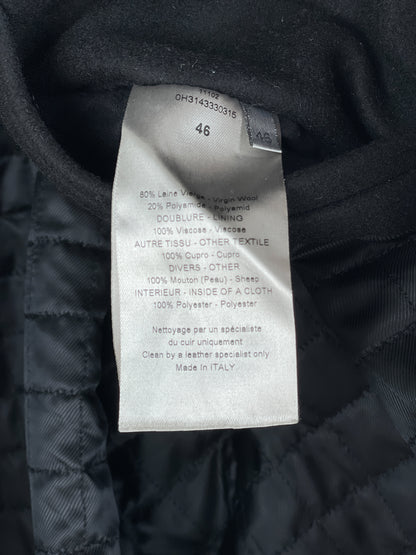 11102
0H3143330315
46
46
80% Laine Vierge - Virgin Wool
20% Polyamide - Polyamid
DOUBLURE - LINING
100% Viscose - Viscose
AUTRE TISSU - OTHER TEXTILE
100% Cupro - Cupro
DIVERS - OTHER
100% Mouton (Peau) - Sheep
INTERIEUR - INSIDE OF A CLOTH
100% Polyester - Polyester
Nettoyage par un spécialiste
du cuir uniquement
Clean by a leather specialist only
Made In ITALY